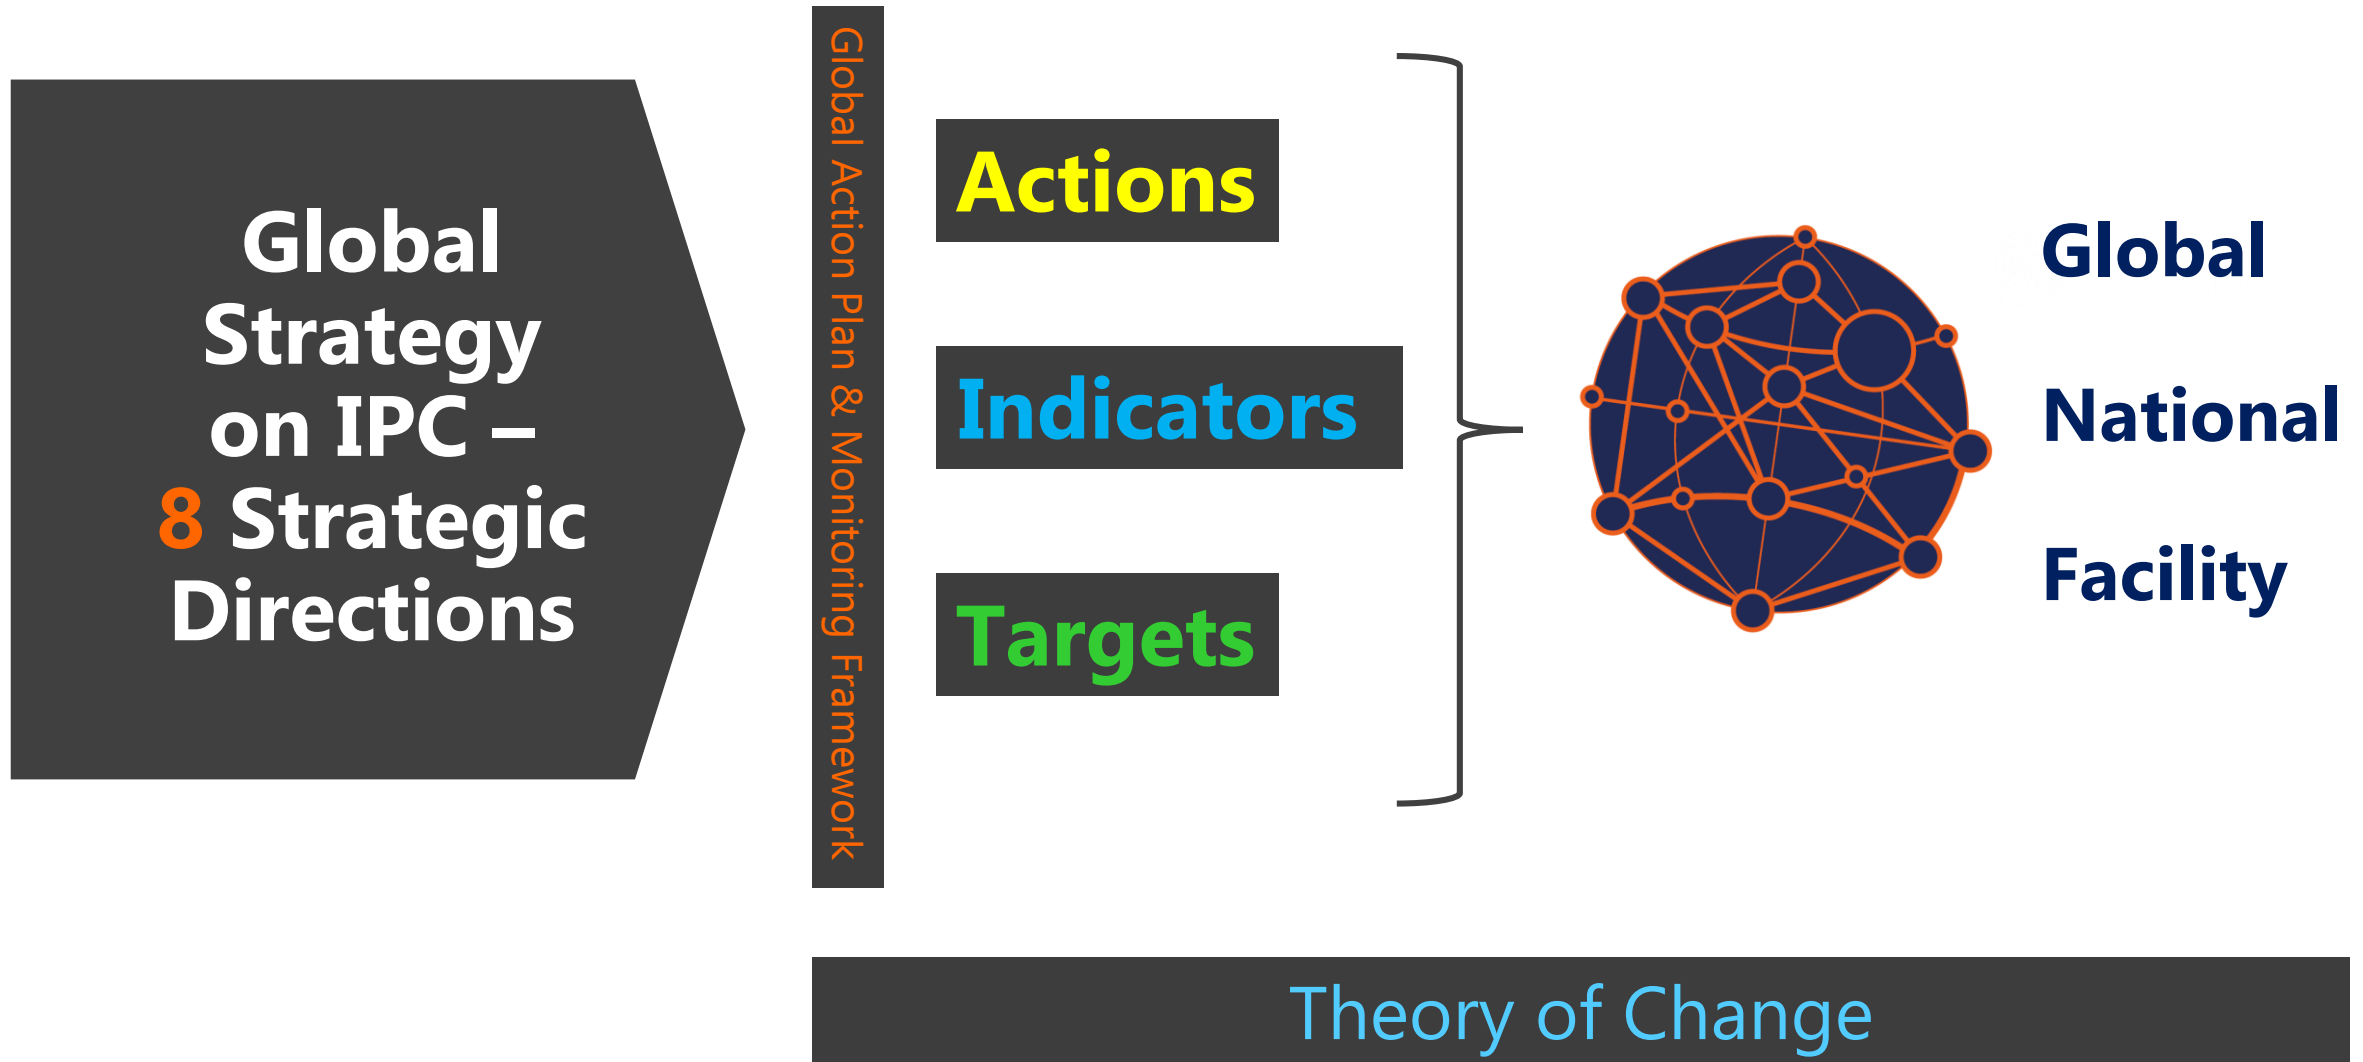 Global
Strategy
on IPC –
8 Strategic
Directions
Global Action Plan & Monitoring Framework
Actions
Indicators
Targets
Global
National
Facility
Theory of Change